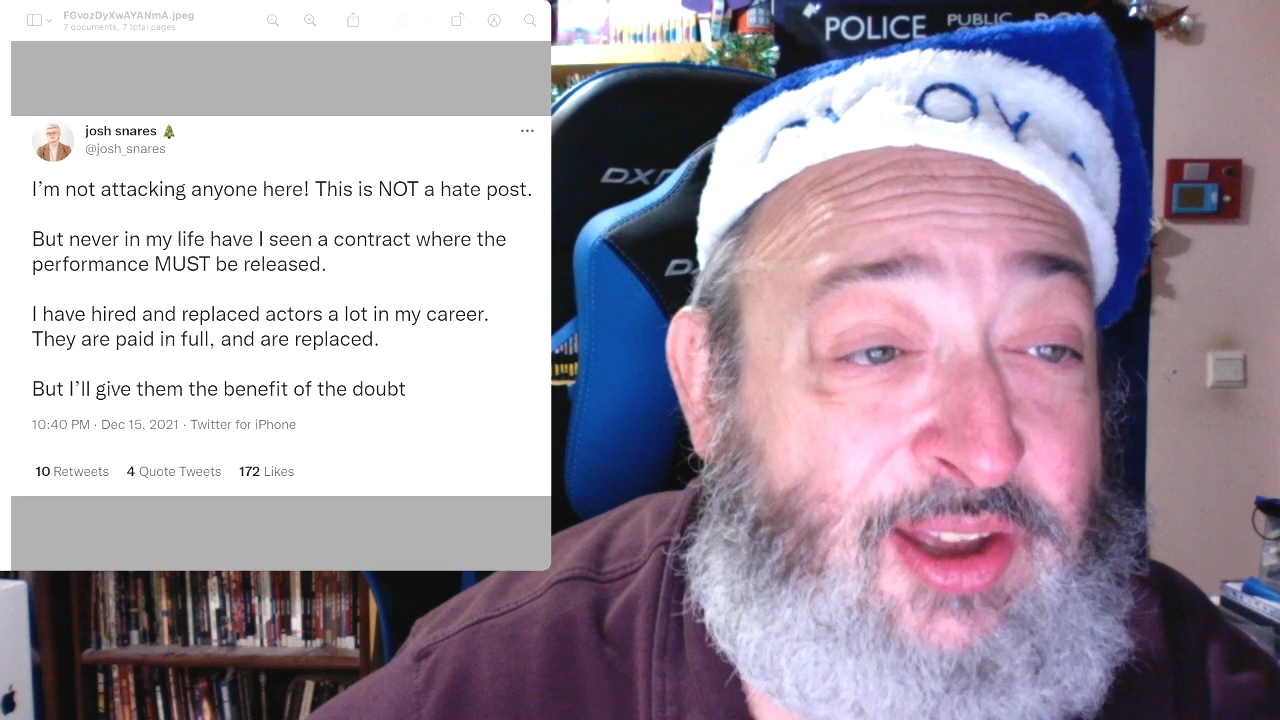 FGvozDyXwAYANmA.jpeg
7 documents, 7 total pages
josh snares
@josh_snares
I'm not attacking anyone here! This is NOT a hate post.
But never in my life have I seen a contract where the
performance MUST be released.
I have hired and replaced actors a lot in my career.
They are paid in full, and are replaced.
But I'll give them the benefit of the doubt
10:40 PM · Dec 15, 2021 · Twitter for iPhone
10 Retweets 4 Quote Tweets 172 Likes
POLICE PUBLIC